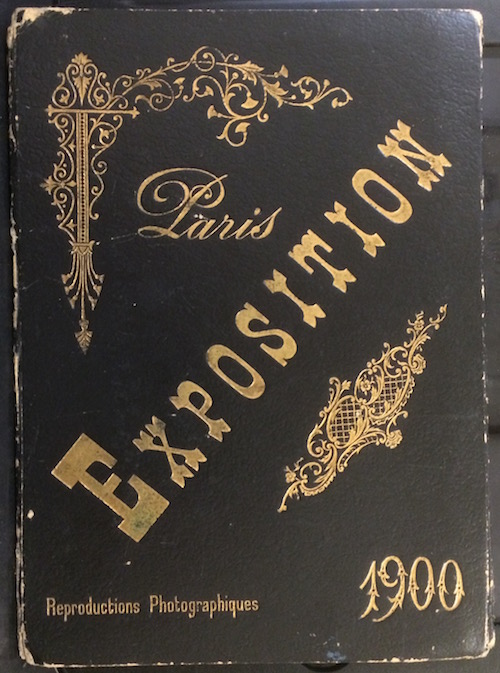 Paris
EXPOSITION
Reproductions Photographiques
1900